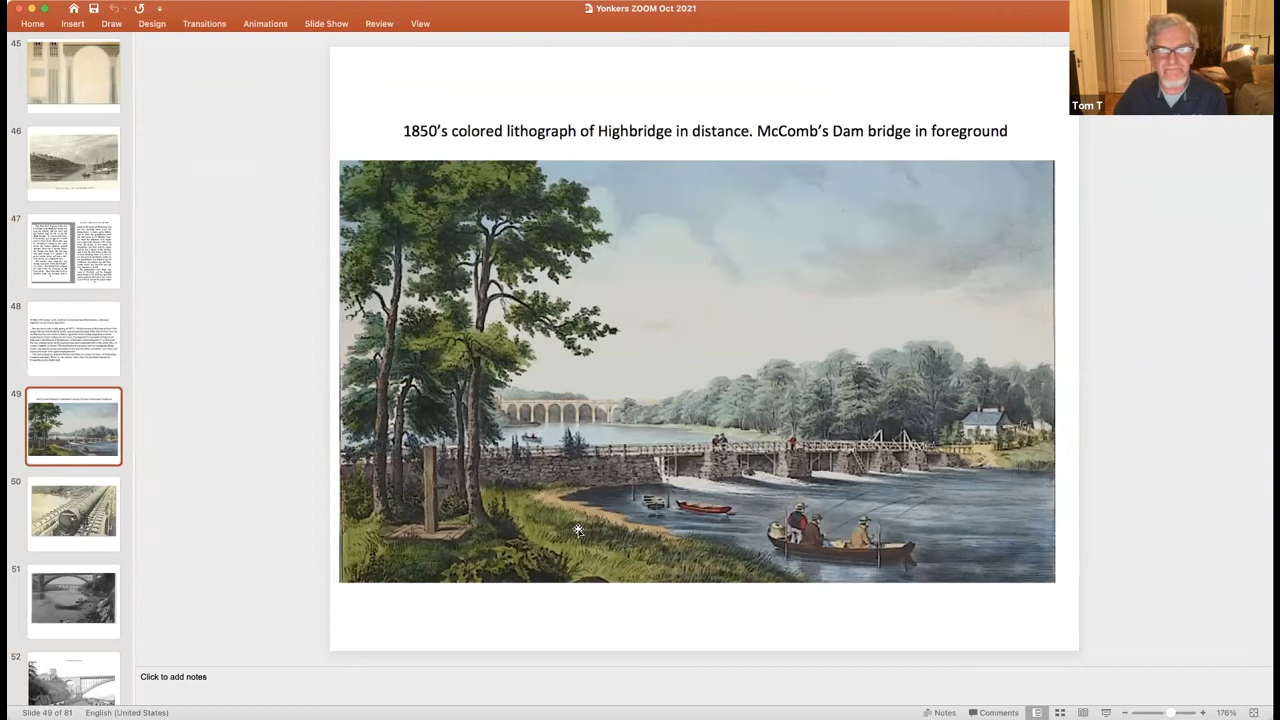 Yonkers ZOOM Oct 2021
Home Insert Draw Design Transitions Animations Slide Show Review View
Tom T
45
46
47
48
49
50
51
52
1850's colored lithograph of Highbridge in distance. McComb's Dam bridge in foreground
Click to add notes
Slide 49 of 81 English (United States) Notes Comments 176%